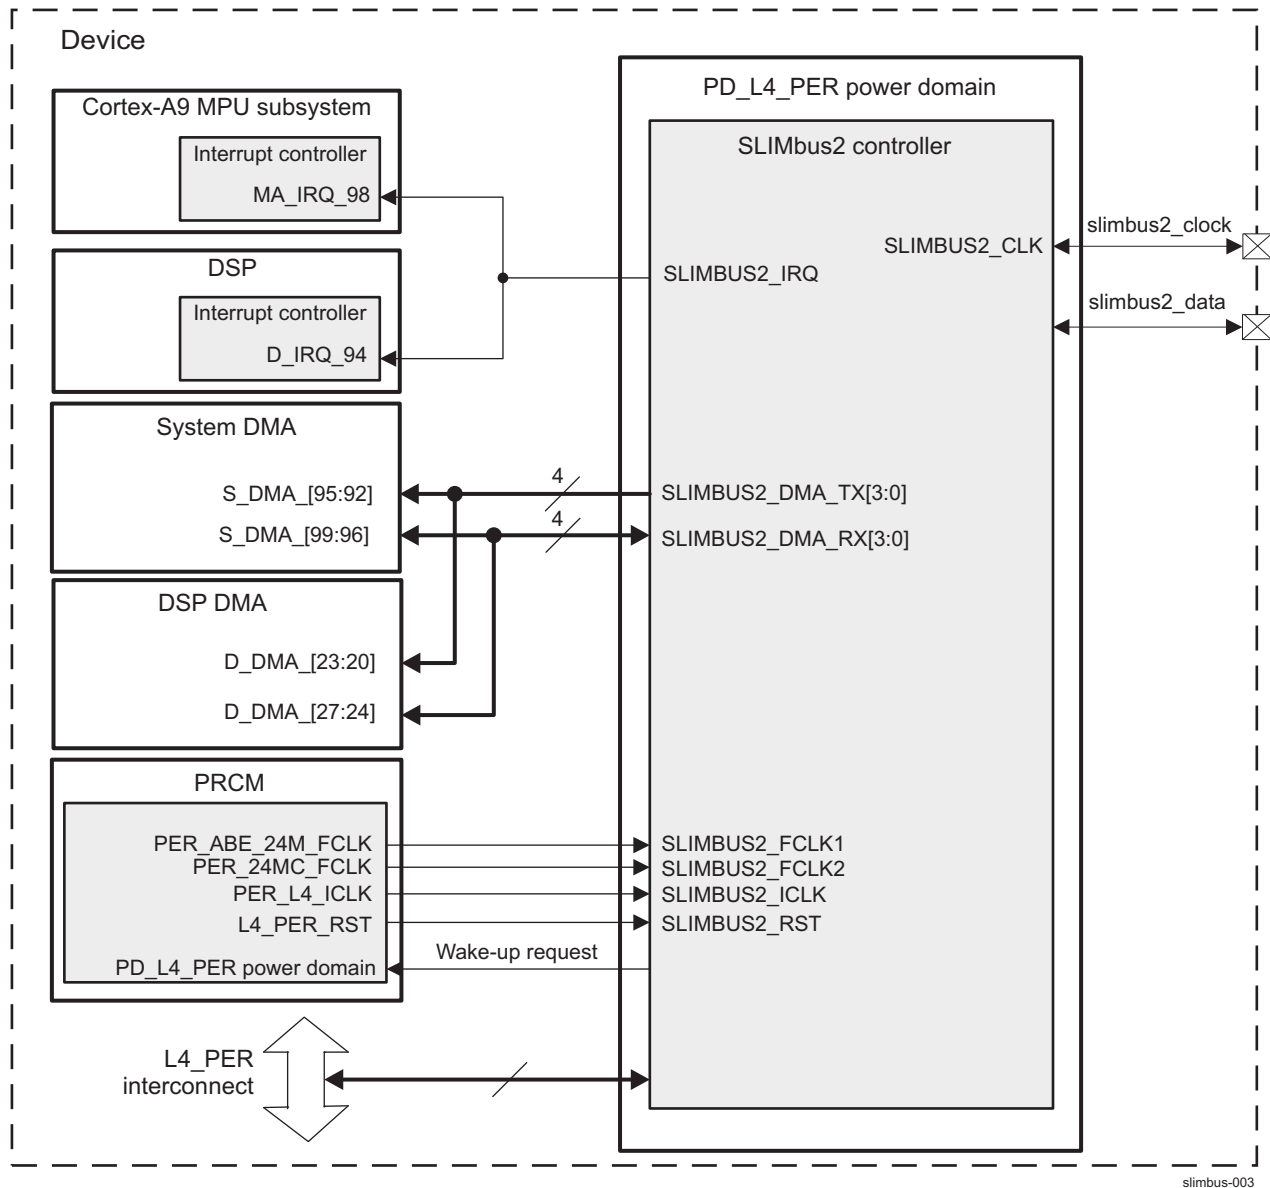 Device
PD_L4_PER power domain
Cortex-A9 MPU subsystem
Interrupt controller
MA_IRQ_98
SLIMbus2 controller
slimbus2_clock
SLIMBUS2_CLK
DSP
SLIMBUS2_IRQ
slimbus2_data
Interrupt controller
D_IRQ_94
System DMA
S_DMA_[95:92]
4
SLIMBUS2_DMA_TX[3:0]
S_DMA_[99:96]
4
SLIMBUS2_DMA_RX[3:0]
DSP DMA
D_DMA_[23:20]
D_DMA_[27:24]
PRCM
PER_ABE_24M_FCLK
SLIMBUS2_FCLK1
PER_24MC_FCLK
SLIMBUS2_FCLK2
PER_L4_ICLK
SLIMBUS2_ICLK
L4_PER_RST
SLIMBUS2_RST
Wake-up request
PD_L4_PER power domain
L4_PER
interconnect
slimbus-003